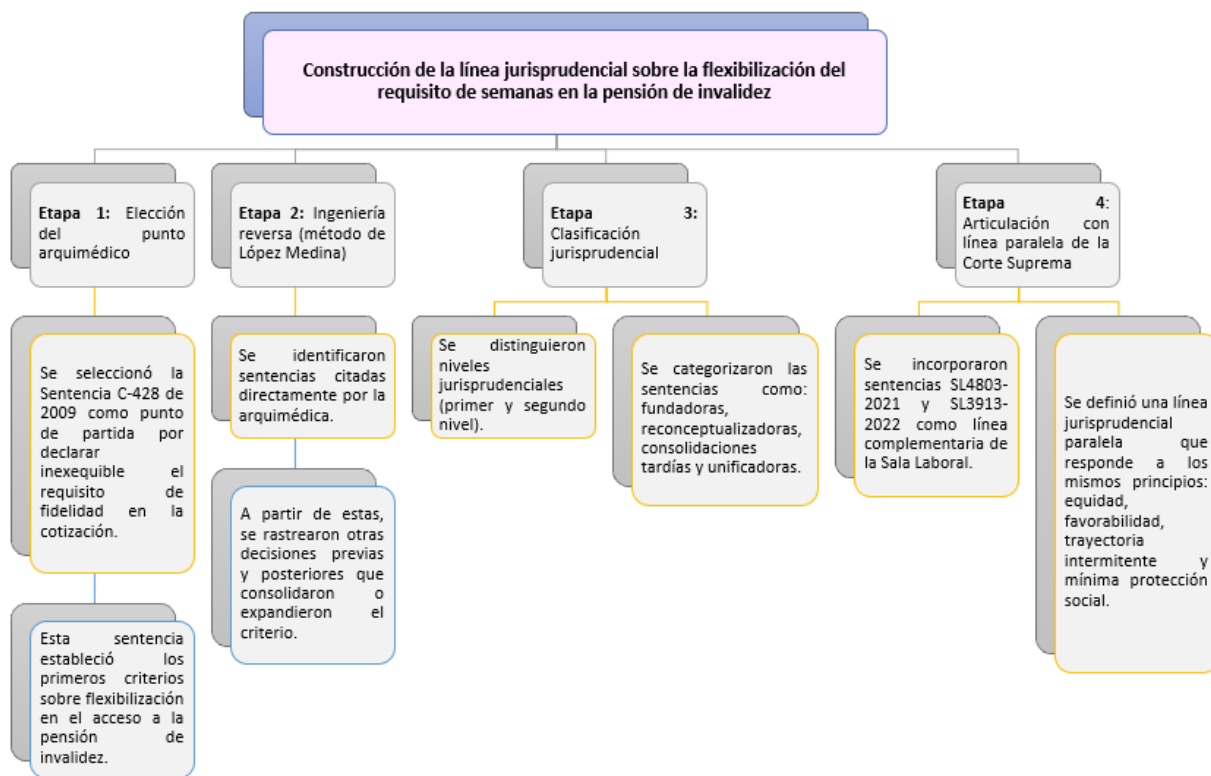 Construcción de la línea jurisprudencial sobre la flexibilización del
requisito de semanas en la pensión de invalidez
Etapa 1: Elección
del punto
arquimédico
Se seleccionó la
Sentencia C-428 de
2009 como punto
de partida por
declarar
inexequible el
requisito de
fidelidad en la
cotización.
Esta sentencia
estableció los
primeros criterios
sobre flexibilización
en el acceso a la
pensión de
invalidez.
Etapa 2: Ingeniería
reversa (método de
López Medina)
Se identificaron
sentencias citadas
directamente por la
arquimédica.
A partir de estas,
se rastrearon otras
decisiones previas
y posteriores que
consolidaron o
expandieron el
criterio.
Etapa 3:
Clasificación
jurisprudencial
Se distinguieron
niveles
jurisprudenciales
(primer y segundo
nivel).
Se categorizaron las
sentencias como:
fundadoras,
reconceptualizadoras,
consolidaciones
tardías y unificadoras.
Etapa 4:
Articulación con
línea paralela de la
Corte Suprema
Se incorporaron
sentencias SL4803-
2021 y SL3913-
2022 como línea
complementaria de
la Sala Laboral.
Se definió una línea
jurisprudencial
paralela que
responde a los
mismos principios:
equidad,
favorabilidad,
trayectoria
intermitente y
mínima protección
social.